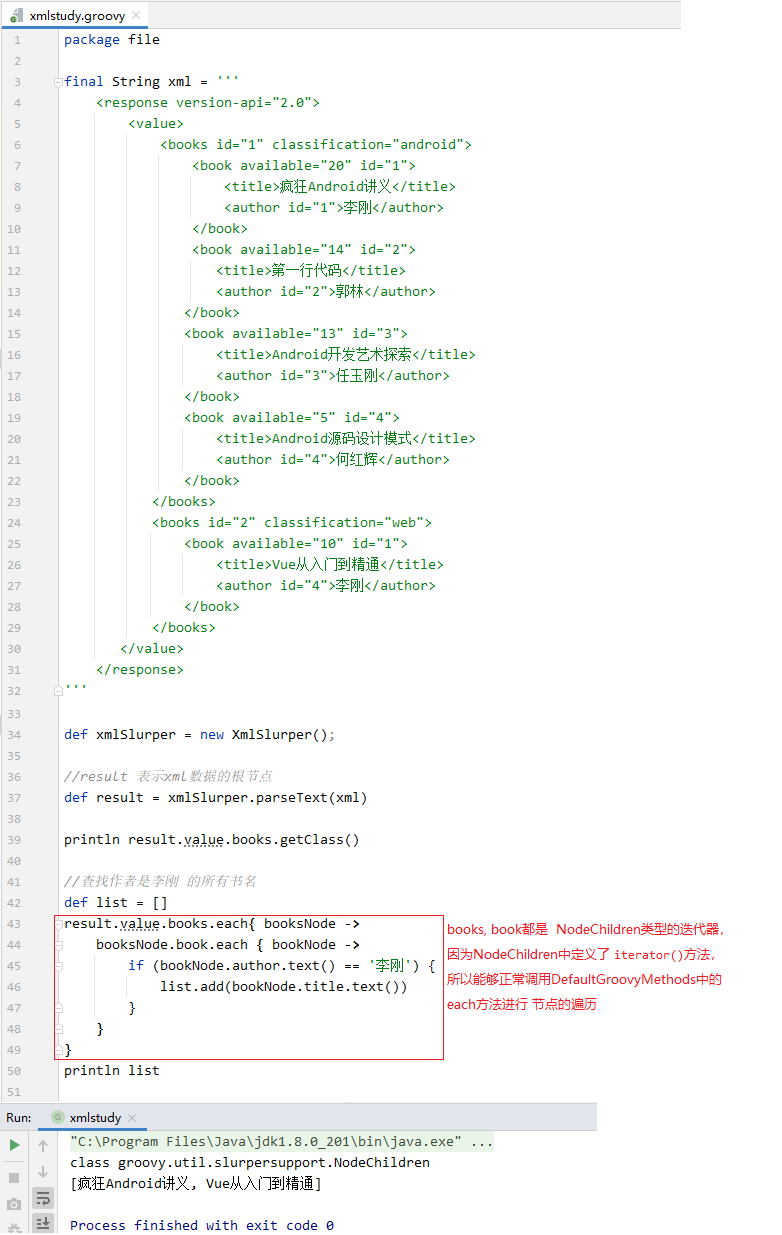 xmlstudy.groovy
1 package file
2
3 final String xml = '''
4 <response version-api="2.0">
5 <value>
6 <books id="1" classification="android">
7 <book available="20" id="1">
8 <title>疯狂Android讲义</title>
9 <author id="1">李刚</author>
10 </book>
11 <book available="14" id="2">
12 <title>第一行代码</title>
13 <author id="2">郭林</author>
14 </book>
15 <book available="13" id="3">
16 <title>Android开发艺术探索</title>
17 <author id="3">任玉刚</author>
18 </book>
19 <book available="5" id="4">
20 <title>Android源码设计模式</title>
21 <author id="4">何红辉</author>
22 </book>
23 </books>
24 <books id="2" classification="web">
25 <book available="10" id="1">
26 <title>Vue从入门到精通</title>
27 <author id="4">李刚</author>
28 </book>
29 </books>
30 </value>
31 </response>
32 '''
33
34 def xmlSlurper = new XmlSlurper();
35
36 //result 表示xml数据的根节点
37 def result = xmlSlurper.parseText(xml)
38
39 println result.value.books.getClass()
40
41 //查找作者是李刚 的所有书名
42 def list = []
43 result.value.books.each{ booksNode ->
44 booksNode.book.each { bookNode ->
45 if (bookNode.author.text() == '李刚') {
46 list.add(bookNode.title.text())
47 }
48 }
49 }
50 println list
51
books, book都是 NodeChildren类型的迭代器,
因为NodeChildren中定义了 iterator()方法,
所以能够正常调用DefaultGroovyMethods中的
each方法进行 节点的遍历
Run: xmlstudy
"C:\Program Files\Java\jdk1.8.0_201\bin\java.exe" ...
class groovy.util.slurpersupport.NodeChildren
[疯狂Android讲义, Vue从入门到精通]
Process finished with exit code 0